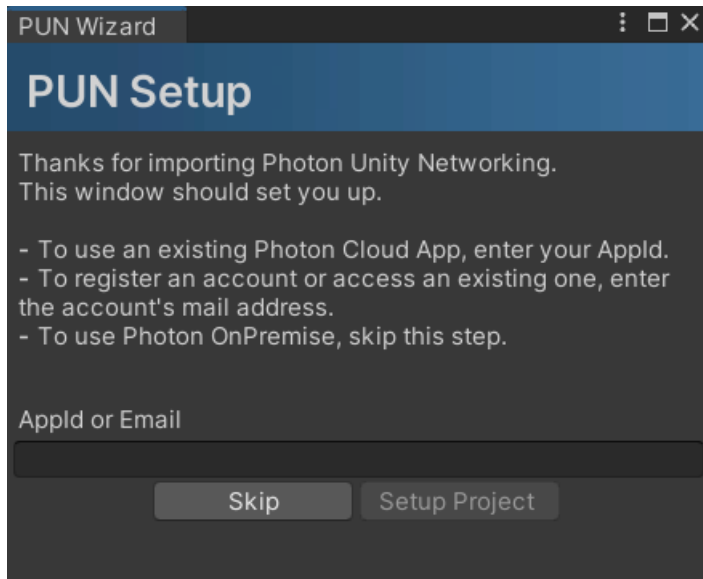 PUN Wizard
PUN Setup
Thanks for importing Photon Unity Networking.
This window should set you up.
- To use an existing Photon Cloud App, enter your AppId.
- To register an account or access an existing one, enter
the account's mail address.
- To use Photon OnPremise, skip this step.
AppId or Email
Skip
Setup Project